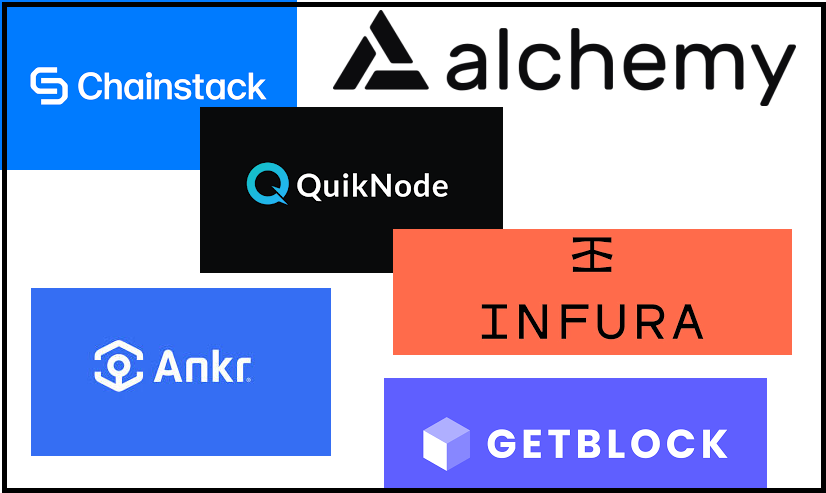 Chainstack
alchemy
QuikNode
INFURA
Ankr®
GETBLOCK